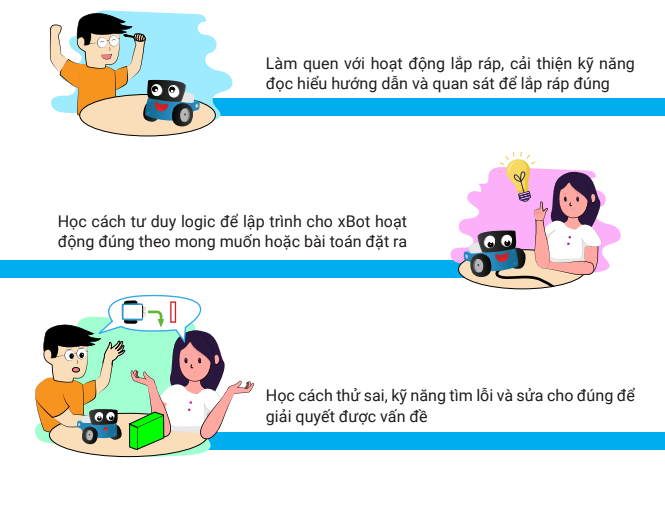 Làm quen với hoạt động lắp ráp, cải thiện kỹ năng
đọc hiểu hướng dẫn và quan sát để lắp ráp đúng
Học cách tư duy logic để lập trình cho xBot hoạt
động đúng theo mong muốn hoặc bài toán đặt ra
Học cách thử sai, kỹ năng tìm lỗi và sửa cho đúng để
giải quyết được vấn đề